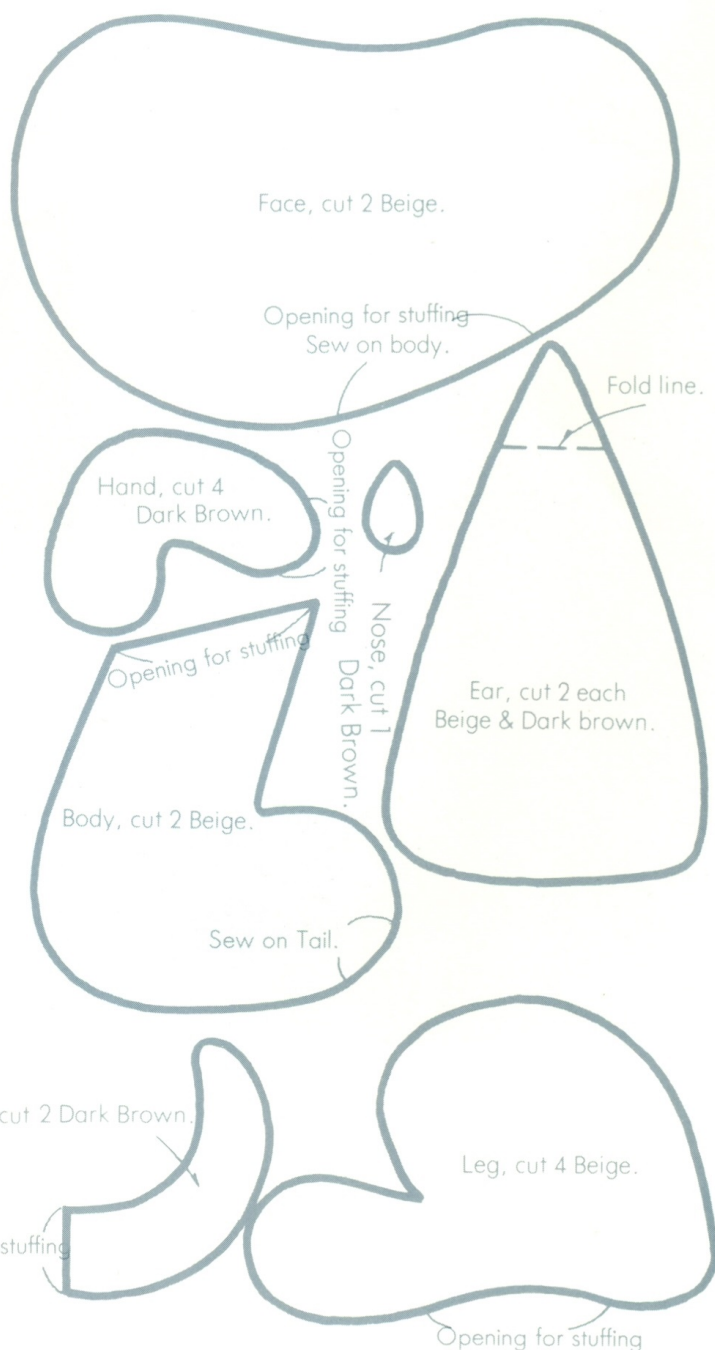 Face, cut 2 Beige.
Opening for stuffing
Sew on body.
Fold line.
Hand, cut 4
Dark Brown.
Opening for stuffing
Nose, cut 1
Dark Brown.
Opening for stuffing
Ear, cut 2 each
Beige & Dark brown.
Body, cut 2 Beige.
Sew on Tail.
cut 2 Dark Brown.
Leg, cut 4 Beige.
stuffing
Opening for stuffing